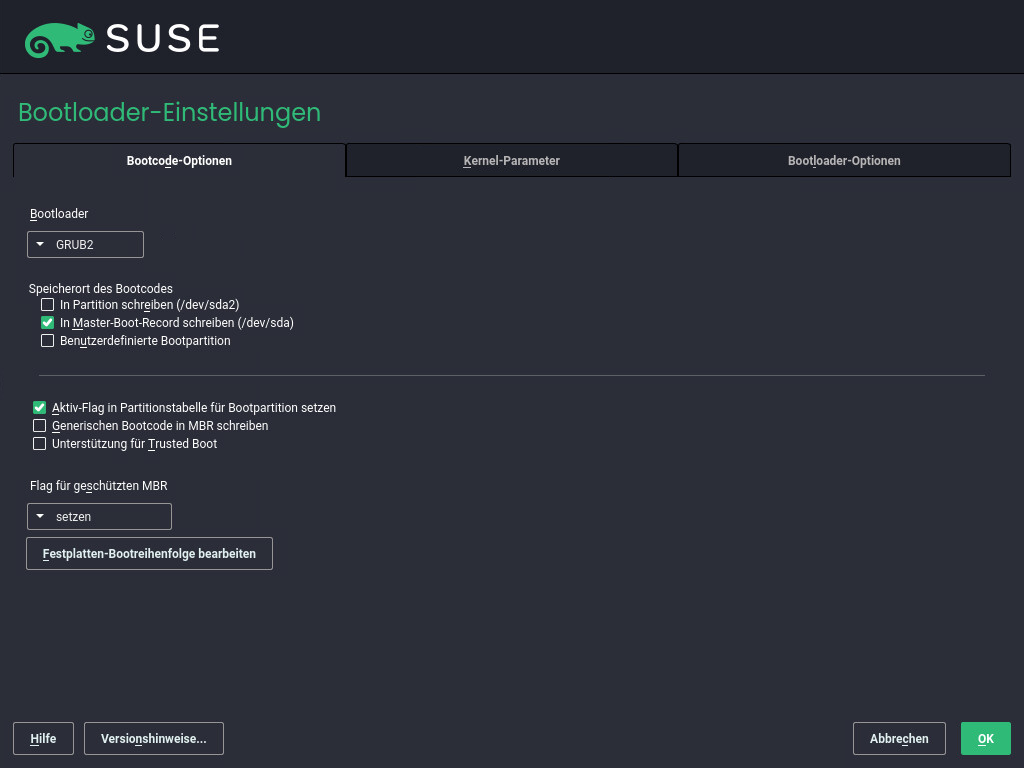 SUSE
Bootloader-Einstellungen
Bootcode-Optionen
Kernel-Parameter
Bootloader-Optionen
Bootloader
GRUB2
Speicherort des Bootcodes
In Partition schreiben (/dev/sda2)
In Master-Boot-Record schreiben (/dev/sda)
Benutzerdefinierte Bootpartition
Aktiv-Flag in Partitionstabelle für Bootpartition setzen
Generischen Bootcode in MBR schreiben
Unterstützung für Trusted Boot
Flag für geschützten MBR
setzen
Festplatten-Bootreihenfolge bearbeiten
Hilfe
Versionshinweise...
Abbrechen
OK